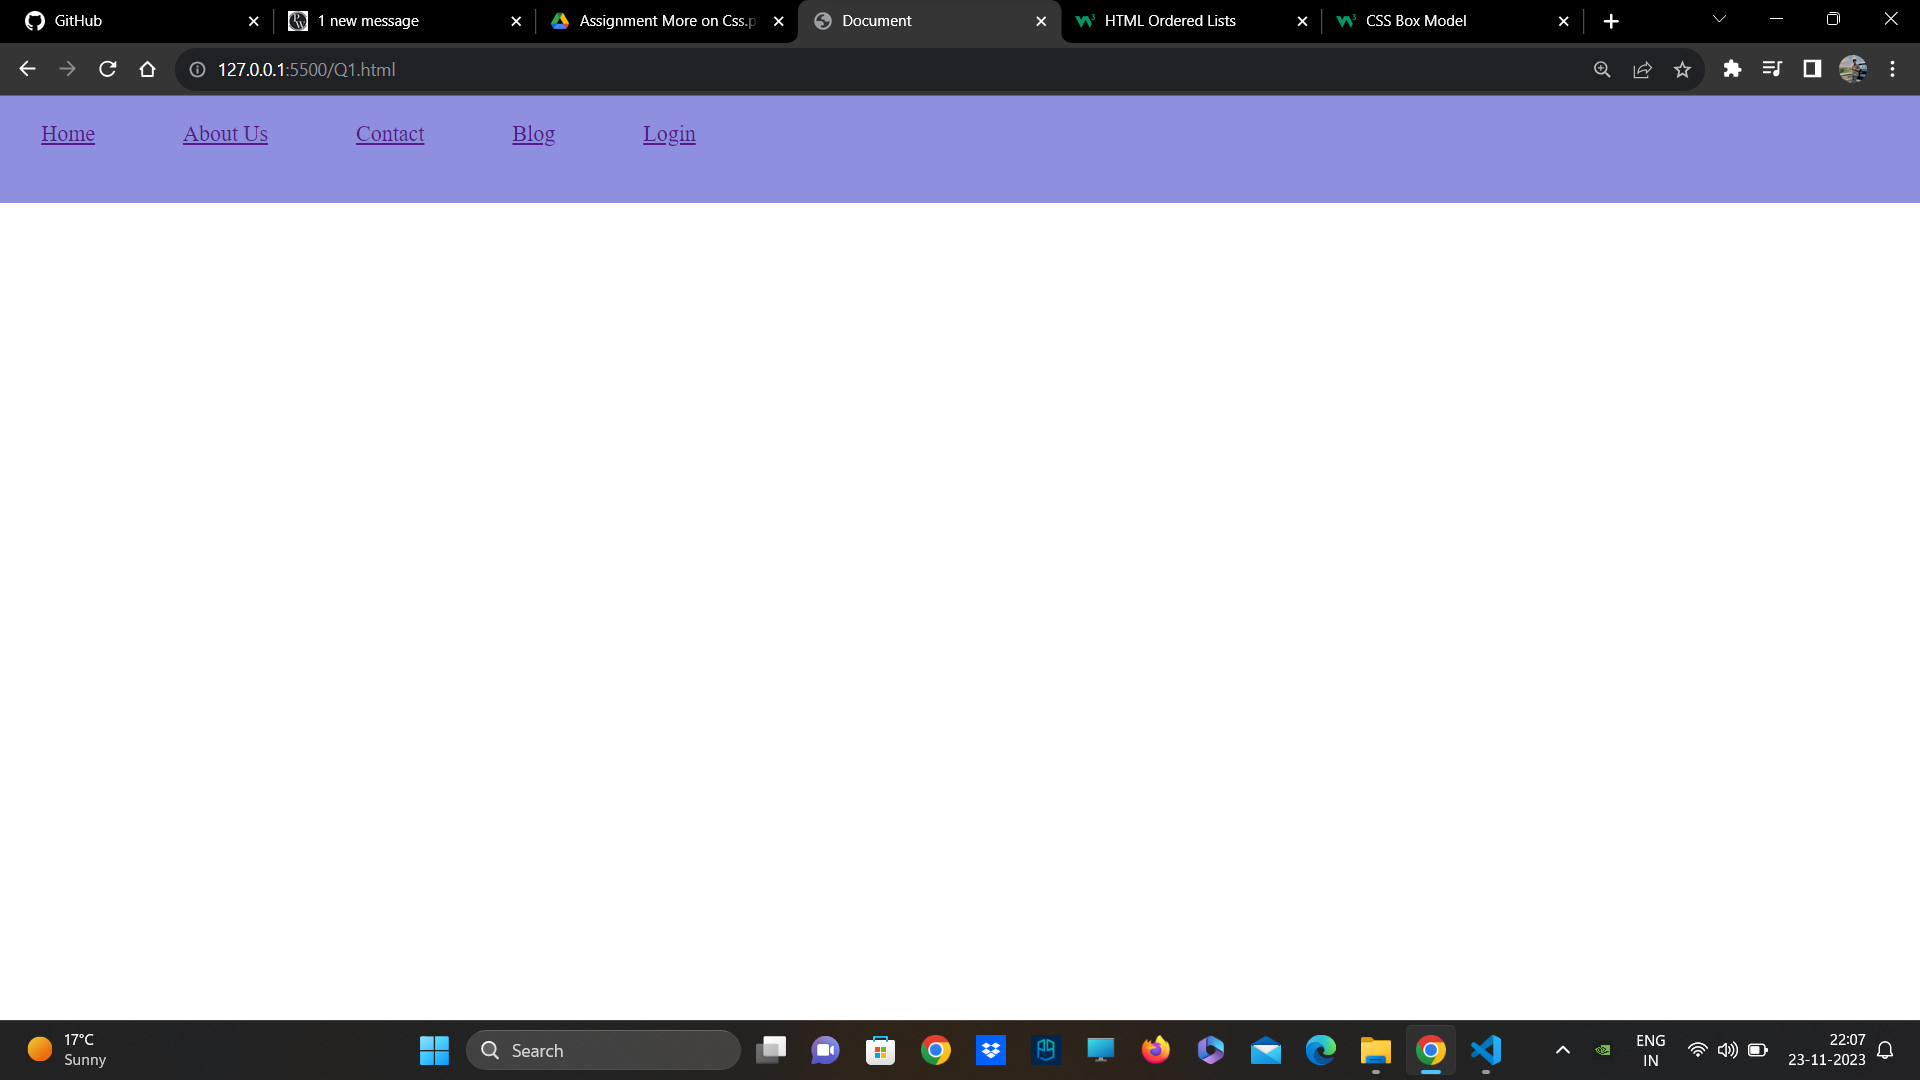 GitHub
1 new message
Assignment More on Css.p
Document
HTML Ordered Lists
CSS Box Model
127.0.0.1:5500/Q1.html
Home About Us Contact Blog Login
17°C
Sunny
Search
ENG
IN
22:07
23-11-2023